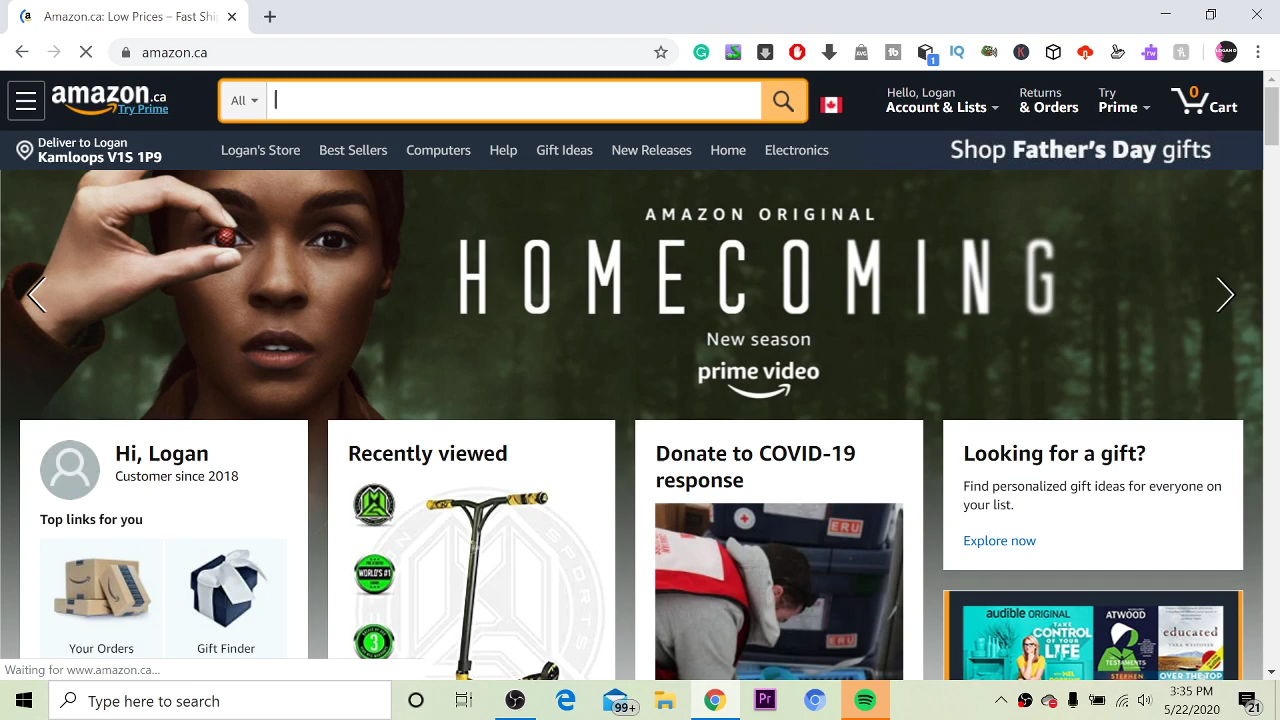 Amazon.ca: Low Prices – Fast Shi
amazon.ca
1
amazon.ca
Try Prime
All
Hello, Logan
Account & Lists
Returns
& Orders
Try
Prime
0
Cart
Deliver to Logan
Kamloops V1S 1P9
Logan's Store
Best Sellers
Computers
Help
Gift Ideas
New Releases
Home
Electronics
Shop Father's Day gifts
AMAZON ORIGINAL
HOMECOMING
New season
prime video
Hi, Logan
Customer since 2018
Top links for you
Your Orders
Gift Finder
Recently viewed
WORLD'S #1
3
SPORTS
Donate to COVID-19
response
ERU
ERU
Looking for a gift?
Find personalized gift ideas for everyone on
your list.
Explore now
audible ORIGINAL
TAKE
CONTROL
OF YOUR
LIFE
ATWOOD
TESTAMENTS
STEPHEN
educated
TARA WESTOVER
OVER THE TOP
Waiting for www.amazon.ca...
Type here to search
99+
Pr
3:35 PM
5/22/2020
21